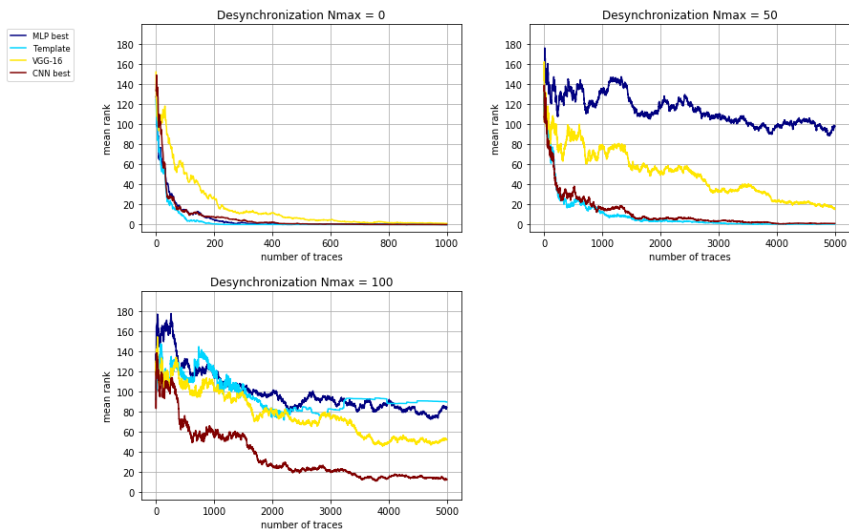 MLP best
Template
VGG-16
CNN best
Desynchronization Nmax = 0
mean rank
180
160
140
120
100
80
60
40
20
0
0 200 400 600 800 1000
number of traces
Desynchronization Nmax = 50
mean rank
180
160
140
120
100
80
60
40
20
0
0 1000 2000 3000 4000 5000
number of traces
Desynchronization Nmax = 100
mean rank
180
160
140
120
100
80
60
40
20
0
0 1000 2000 3000 4000 5000
number of traces